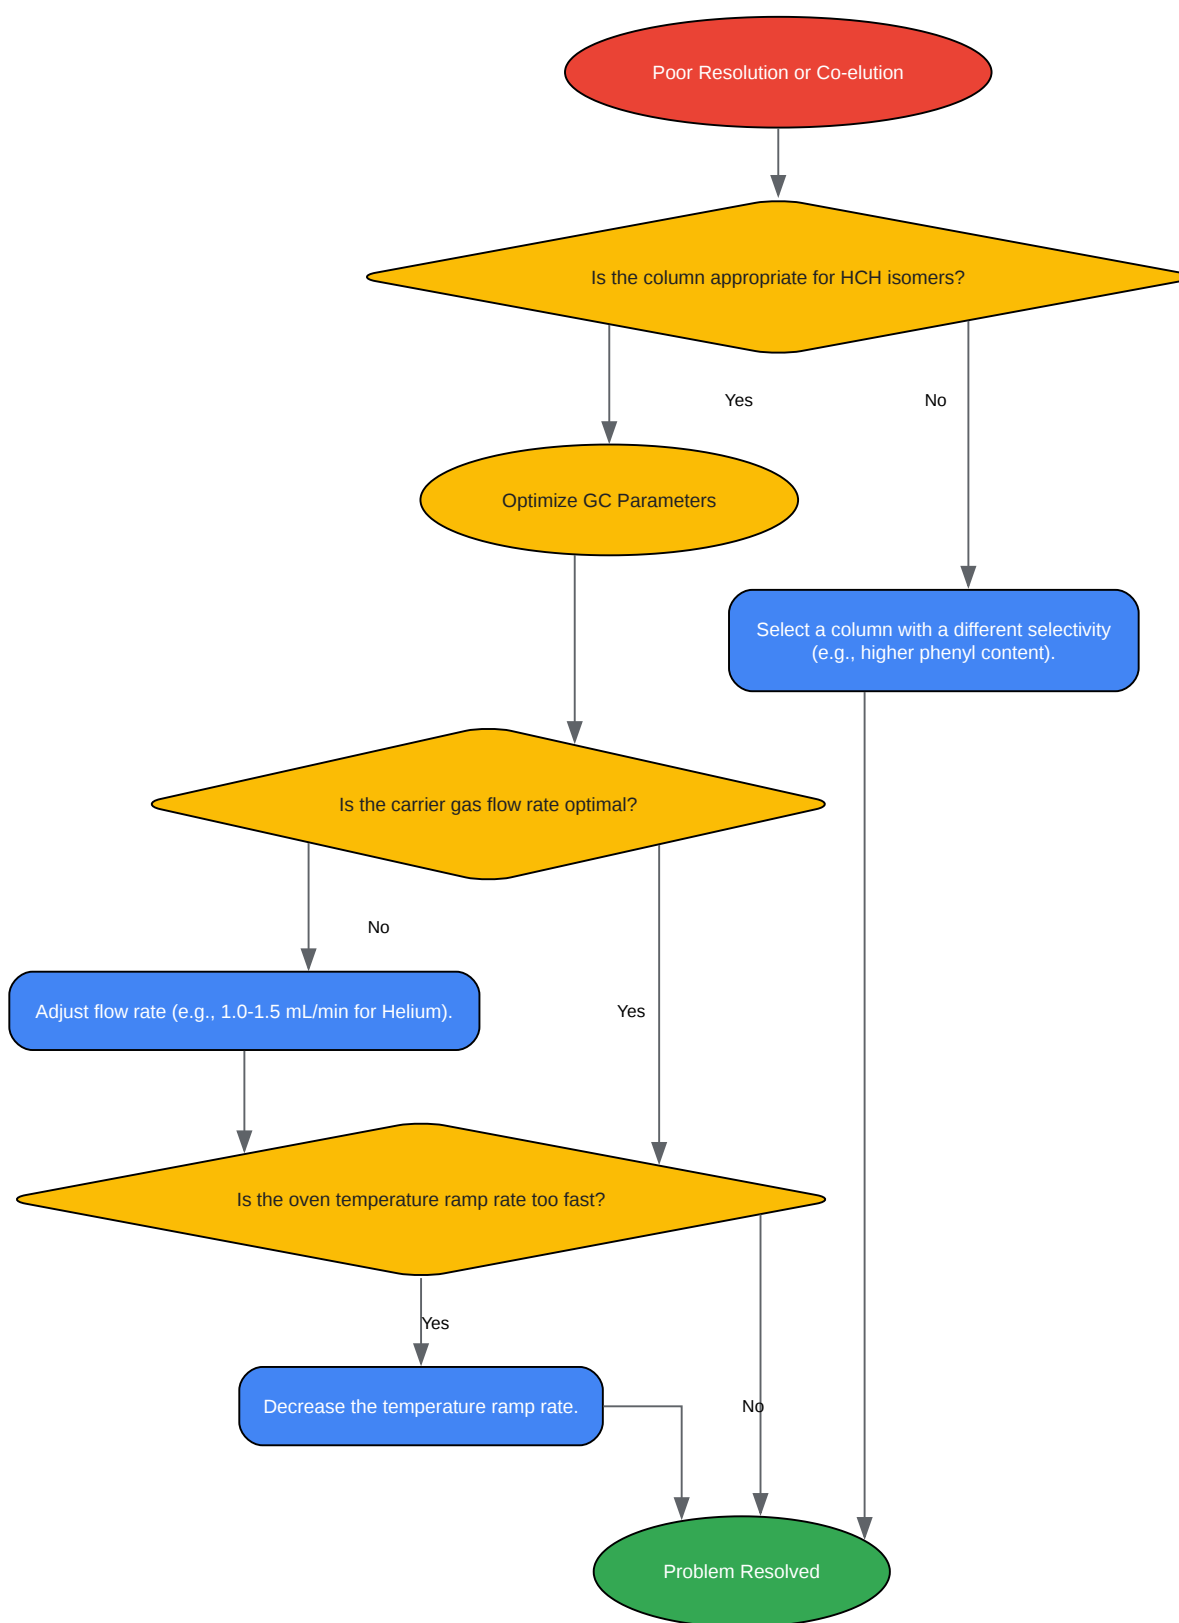 Poor Resolution or Co-elution
Is the column appropriate for HCH isomers?
Yes
No
Optimize GC Parameters
Select a column with a different selectivity
(e.g., higher phenyl content).
Is the carrier gas flow rate optimal?
No
Adjust flow rate (e.g., 1.0-1.5 mL/min for Helium).
Yes
Is the oven temperature ramp rate too fast?
Yes
Decrease the temperature ramp rate.
No
Problem Resolved